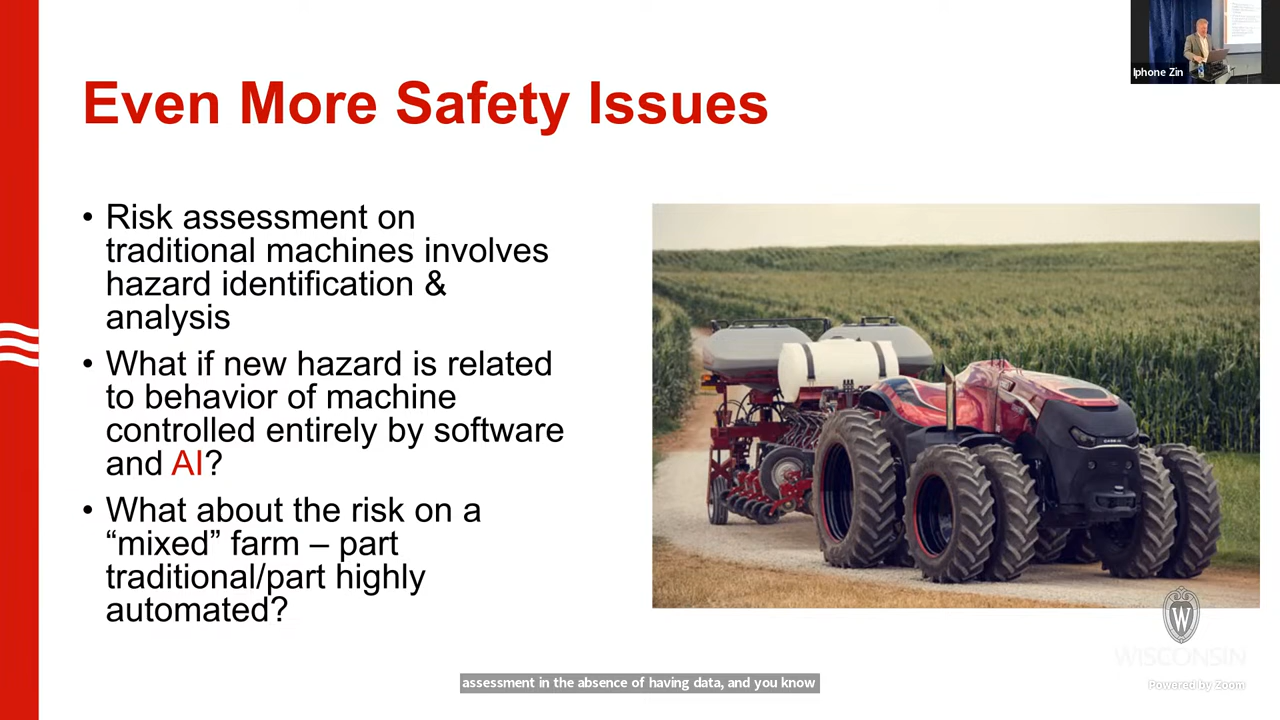 Iphone Zin
Even More Safety Issues
• Risk assessment on
traditional machines involves
hazard identification &
analysis
• What if new hazard is related
to behavior of machine
controlled entirely by software
and AI?
• What about the risk on a
“mixed” farm – part
traditional/part highly
automated?
CASE IH
W
WISCONSIN
assessment in the absence of having data, and you know
Powered by Zoom